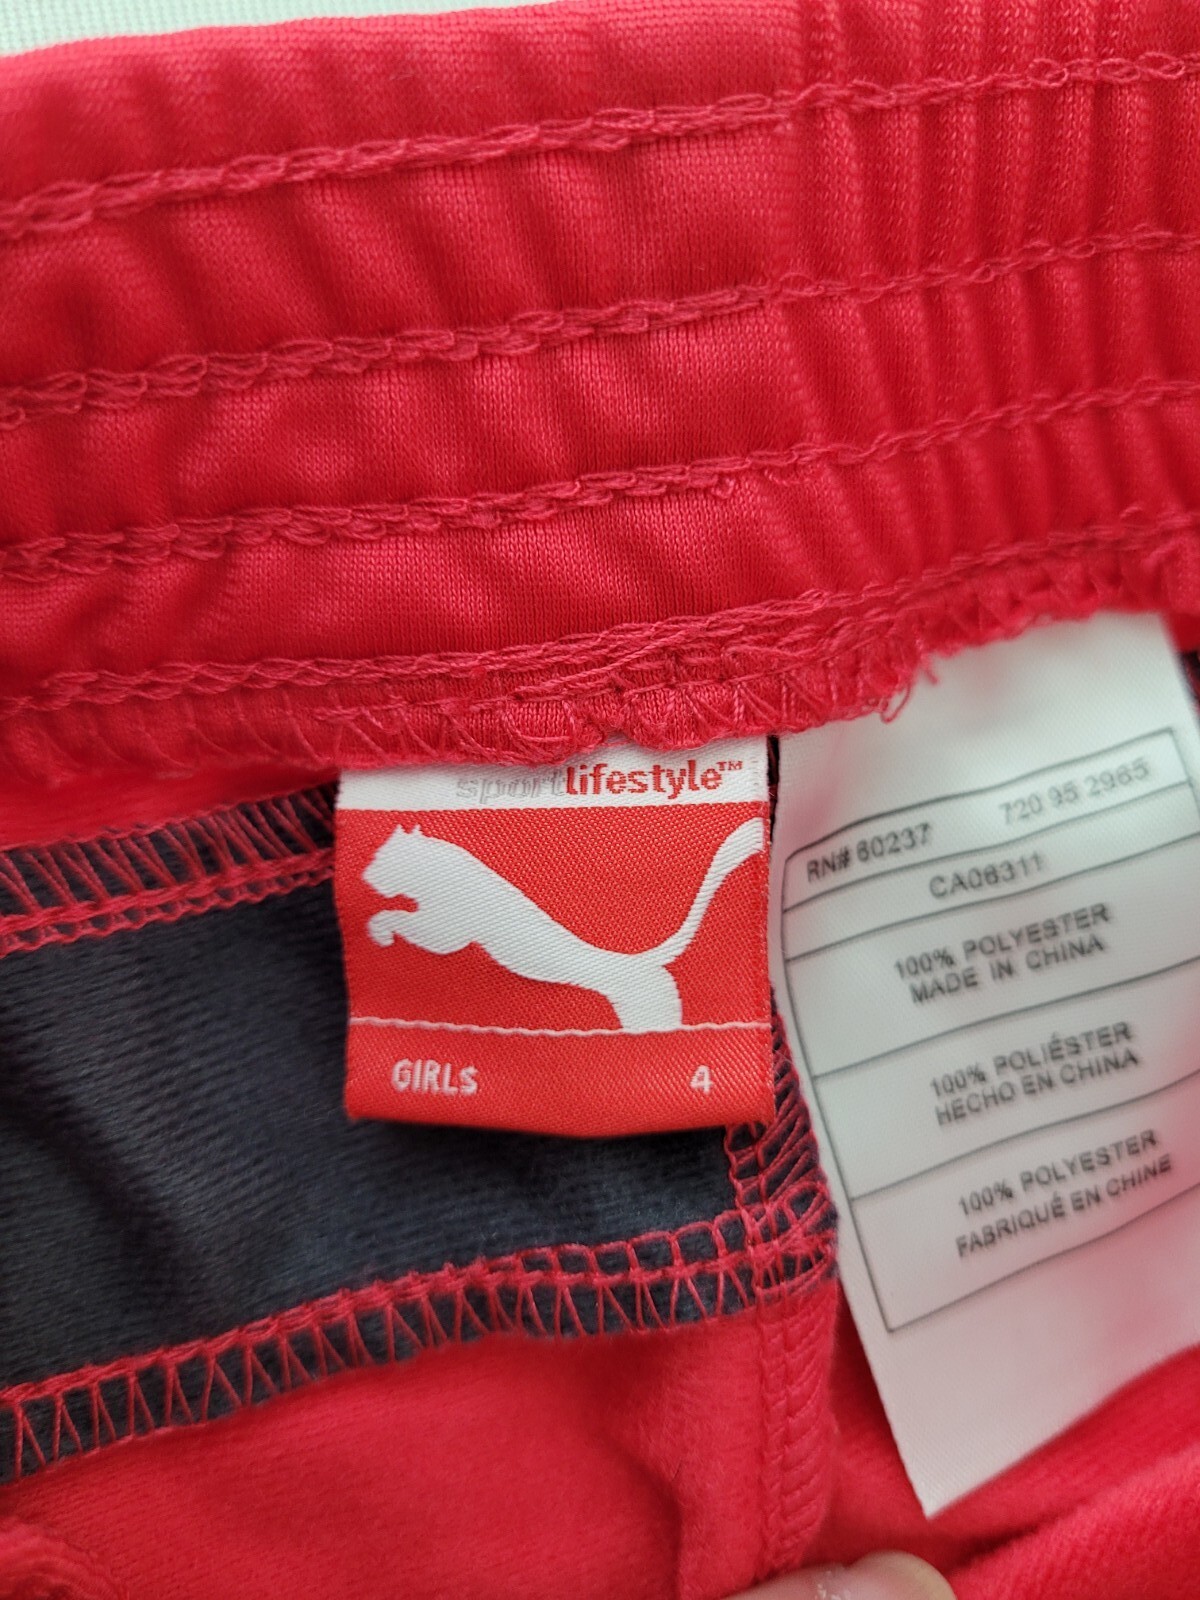 sportlifestyle™
GIRLS 4
RN# 60237 720 95 2965
CA06311
100% POLYESTER
MADE IN CHINA
100% POLIÉSTER
HECHO EN CHINA
100% POLYESTER
FABRIQUÉ EN CHINE